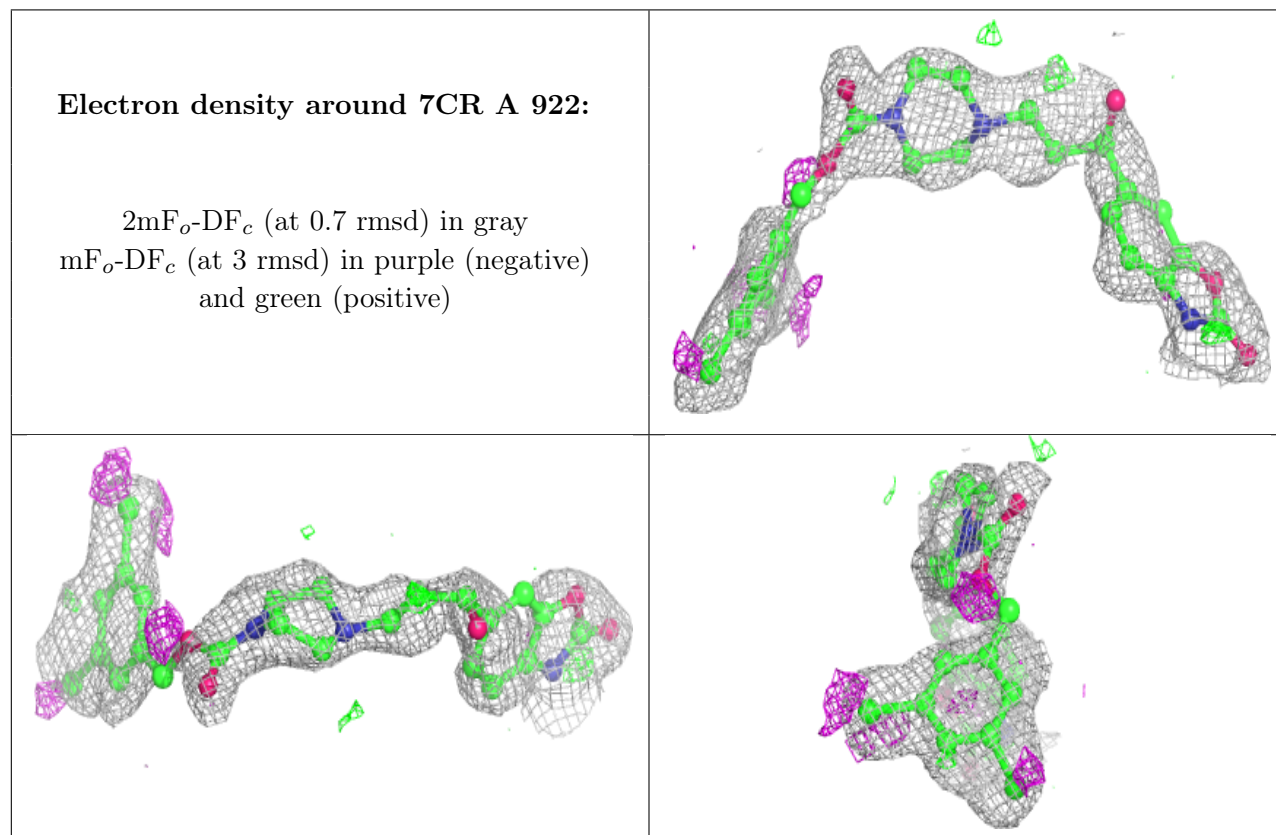 Electron density around 7CR A 922:
2mFo-DFc (at 0.7 rmsd) in gray
mFo-DFc (at 3 rmsd) in purple (negative)
and green (positive)